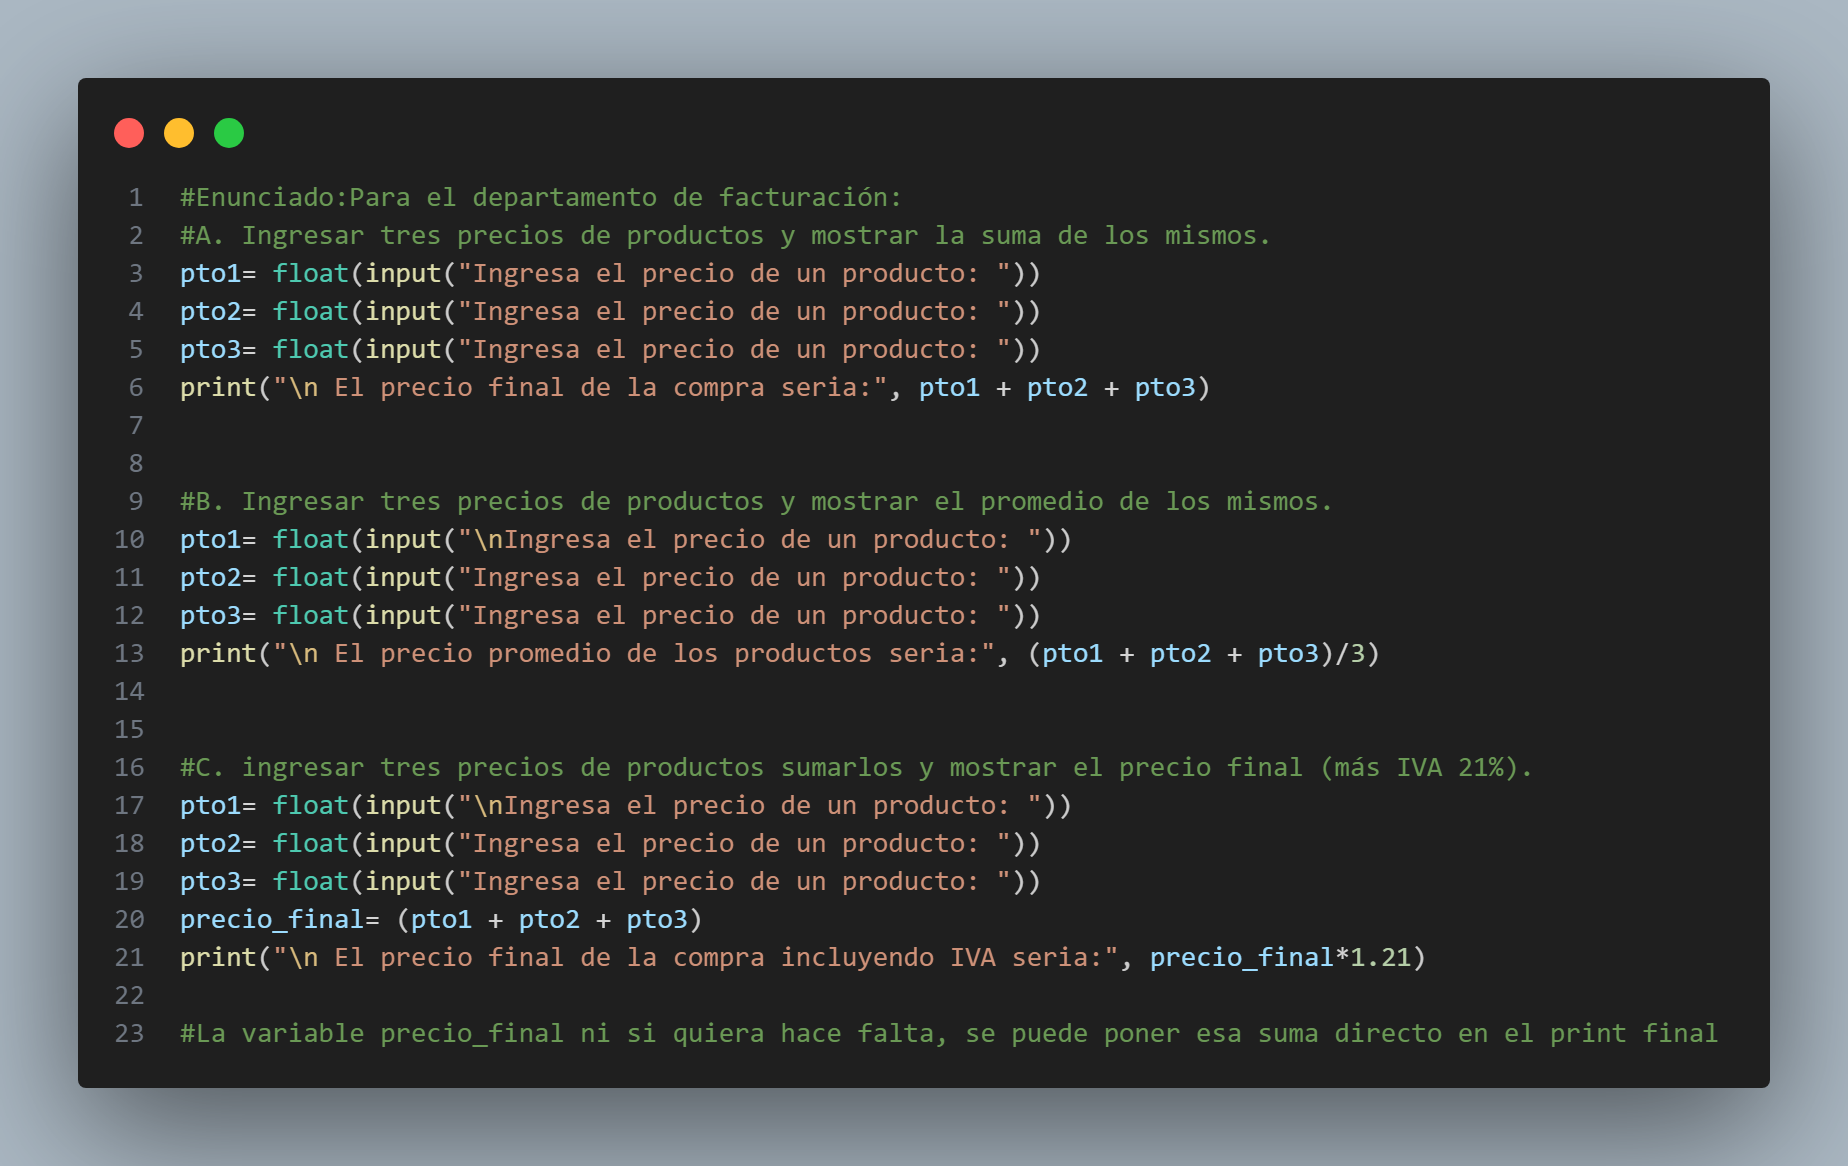 1 #Enunciado:Para el departamento de facturación:
2 #A. Ingresar tres precios de productos y mostrar la suma de los mismos.
3 pto1= float(input("Ingresa el precio de un producto: "))
4 pto2= float(input("Ingresa el precio de un producto: "))
5 pto3= float(input("Ingresa el precio de un producto: "))
6 print("\n El precio final de la compra seria:", pto1 + pto2 + pto3)
7
8
9 #B. Ingresar tres precios de productos y mostrar el promedio de los mismos.
10 pto1= float(input("\nIngresa el precio de un producto: "))
11 pto2= float(input("Ingresa el precio de un producto: "))
12 pto3= float(input("Ingresa el precio de un producto: "))
13 print("\n El precio promedio de los productos seria:", (pto1 + pto2 + pto3)/3)
14
15
16 #C. ingresar tres precios de productos sumarlos y mostrar el precio final (más IVA 21%).
17 pto1= float(input("\nIngresa el precio de un producto: "))
18 pto2= float(input("Ingresa el precio de un producto: "))
19 pto3= float(input("Ingresa el precio de un producto: "))
20 precio_final= (pto1 + pto2 + pto3)
21 print("\n El precio final de la compra incluyendo IVA seria:", precio_final*1.21)
22
23 #La variable precio_final ni si quiera hace falta, se puede poner esa suma directo en el print final